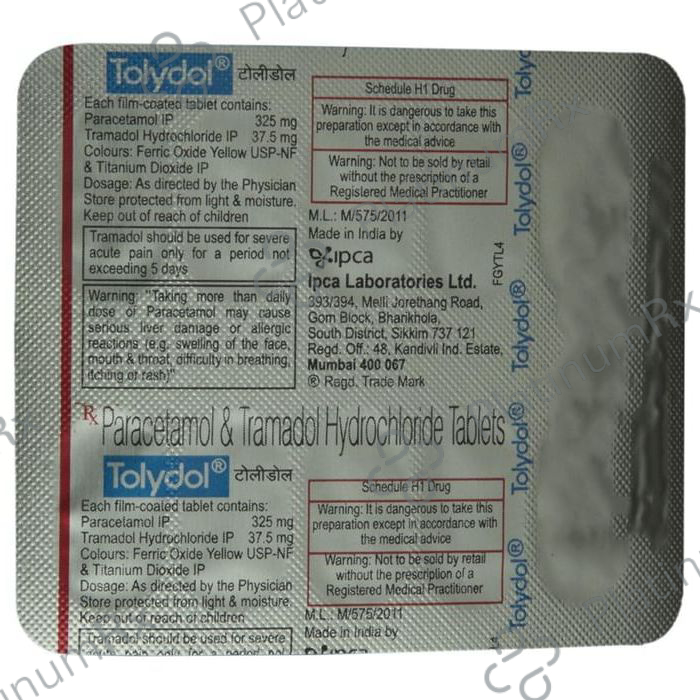 Tolydol® टोलीडोल
Each film-coated tablet contains:
Paracetamol IP 325 mg
Tramadol Hydrochloride IP 37.5 mg
Colours: Ferric Oxide Yellow USP-NF
& Titanium Dioxide IP
Dosage: As directed by the Physician
Store protected from light & moisture.
Keep out of reach of children
Tramadol should be used for severe
acute pain only for a period not
exceeding 5 days
Warning: "Taking more than daily
dose of Paracetamol may cause
serious liver damage or allergic
reactions (e.g. swelling of the face,
mouth & throat, difficulty in breathing,
itching or rash)"
Schedule H1 Drug
Warning: It is dangerous to take this
preparation except in accordance with
the medical advice
Warning: Not to be sold by retail
without the prescription of a
Registered Medical Practitioner
M.L.: M/575/2011
Made in India by
ipca
Ipca Laboratories Ltd.
393/394, Melli Jorethang Road,
Gom Block, Bharikhola,
South District, Sikkim 737 121
Regd. Off.: 48, Kandivli Ind. Estate,
Mumbai 400 067
® Regd. Trade Mark
FGYTL4
Rx Paracetamol & Tramadol Hydrochloride Tablets
Tolydol® टोलीडोल
Each film-coated tablet contains:
Paracetamol IP 325 mg
Tramadol Hydrochloride IP 37.5 mg
Colours: Ferric Oxide Yellow USP-NF
& Titanium Dioxide IP
Dosage: As directed by the Physician
Store protected from light & moisture.
Keep out of reach of children
Tramadol should be used for severe
acute pain only for a period not
Schedule H1 Drug
Warning: It is dangerous to take this
preparation except in accordance with
the medical advice
Warning: Not to be sold by retail
without the prescription of a
Registered Medical Practitioner
M.L.: M/575/2011
Made in India by
ipca
Tolydol®
Tolydol®
Tolydol®
Tolydol®
PlatinumRx